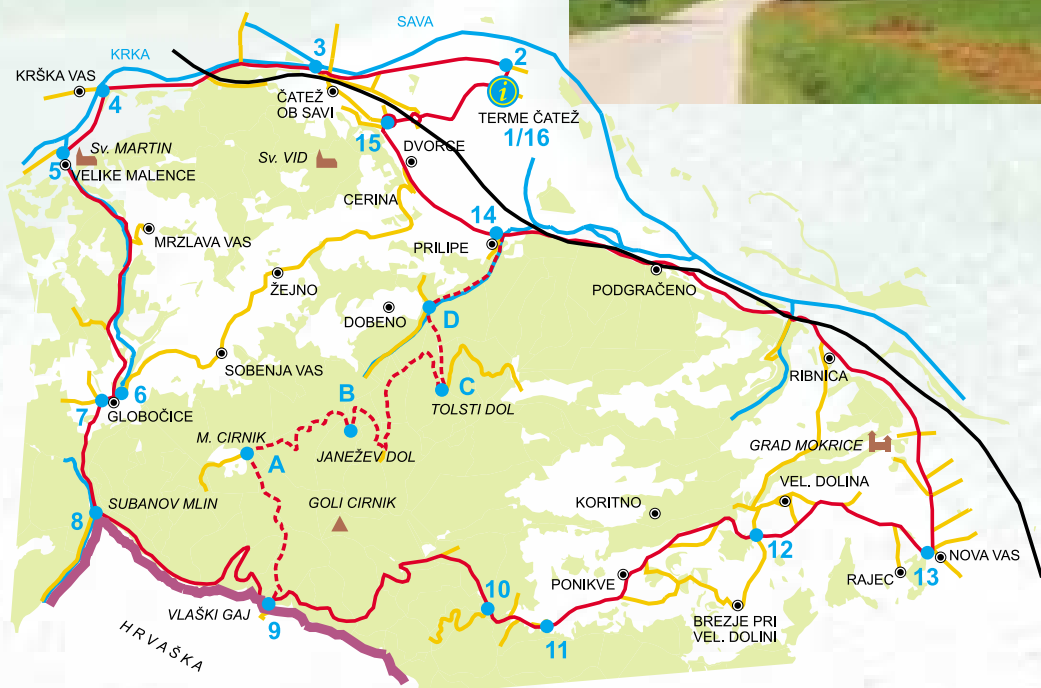 SAVA
KRKA
3
2
KRŠKA VAS
4
ČATEŽ
OB SAVI
i
TERME ČATEŽ
1/16
15
Sv. MARTIN
5
VELIKE MALENCE
Sv. VID
DVORCE
CERINA
14
MRZLAVA VAS
PRILIPE
ŽEJNO
PODGRAČENO
DOBENO
D
SOBENJA VAS
RIBNICA
6
7
GLOBOČICE
C
TOLSTI DOL
B
M. CIRNIK
A
JANEŽEV DOL
GRAD MOKRICE
VEL. DOLINA
GOLI CIRNIK
KORITNO
SUBANOV MLIN
8
12
13
NOVA VAS
RAJEC
PONIKVE
10
VLAŠKI GAJ
9
11
BREZJE PRI
VEL. DOLINI
HRVAŠKA